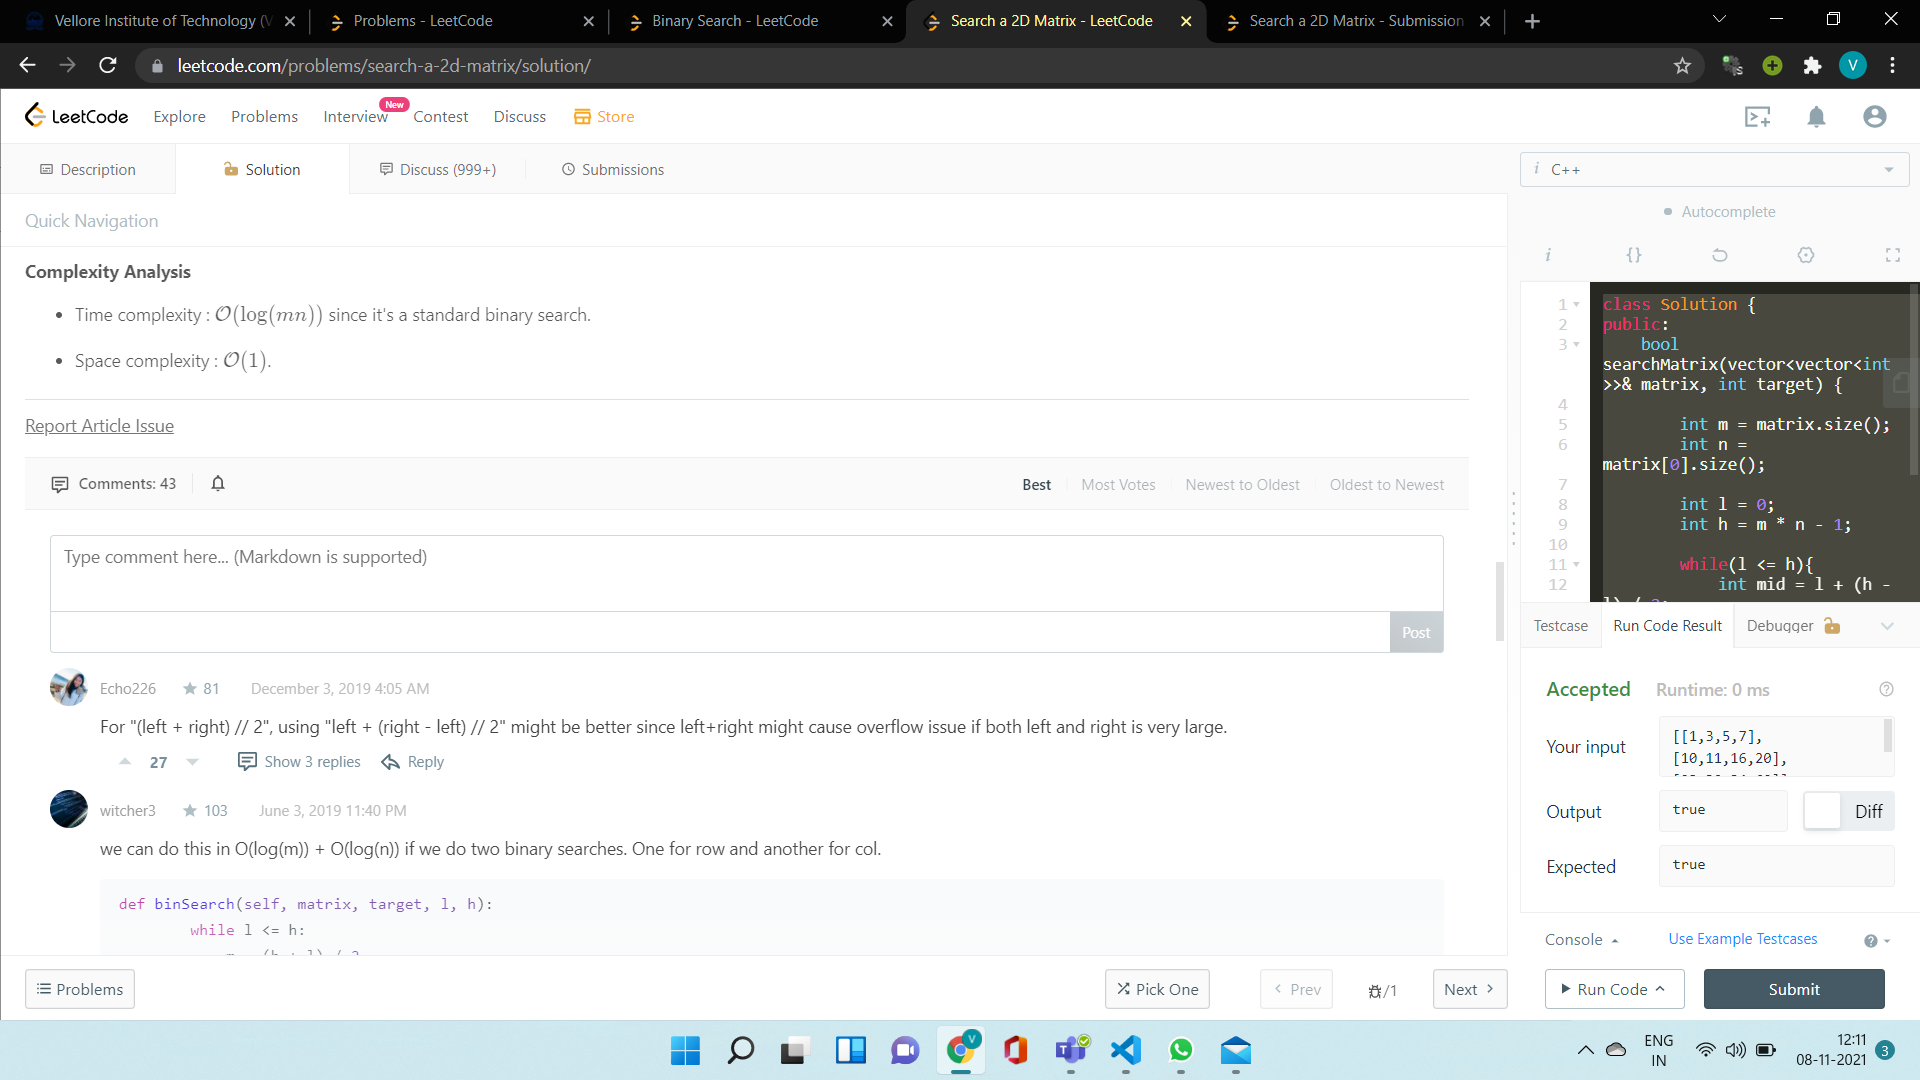 Vellore Institute of Technology (V
Problems - LeetCode
Binary Search - LeetCode
Search a 2D Matrix - LeetCode
Search a 2D Matrix - Submission
leetcode.com/problems/search-a-2d-matrix/solution/
V
LeetCode
Explore
Problems
Interview
New
Contest
Discuss
Store
Description
Solution
Discuss (999+)
Submissions
Quick Navigation
Complexity Analysis
• Time complexity : O(log(mn)) since it's a standard binary search.
• Space complexity : O(1).
Report Article Issue
Comments: 43
Best
Most Votes
Newest to Oldest
Oldest to Newest
Type comment here... (Markdown is supported)
Post
Echo226
81
December 3, 2019 4:05 AM
For "(left + right) // 2", using "left + (right - left) // 2" might be better since left+right might cause overflow issue if both left and right is very large.
27
Show 3 replies
Reply
witcher3
103
June 3, 2019 11:40 PM
we can do this in O(log(m)) + O(log(n)) if we do two binary searches. One for row and another for col.
def binSearch(self, matrix, target, l, h):
while l <= h:
Problems
Pick One
Prev
/1
Next
i C++
Autocomplete
i
{}
1 class Solution {
2 public:
3 bool
searchMatrix(vector<vector<int
>>& matrix, int target) {
4
5 int m = matrix.size();
6 int n =
matrix[0].size();
7
8 int l = 0;
9 int h = m * n - 1;
10
11 while(l <= h){
12 int mid = l + (h -
Testcase
Run Code Result
Debugger
Accepted
Runtime: 0 ms
Your input
[[1,3,5,7],
[10,11,16,20],
Output
true
Diff
Expected
true
Console
Use Example Testcases
Run Code
Submit
V
ENG
IN
12:11
08-11-2021
3